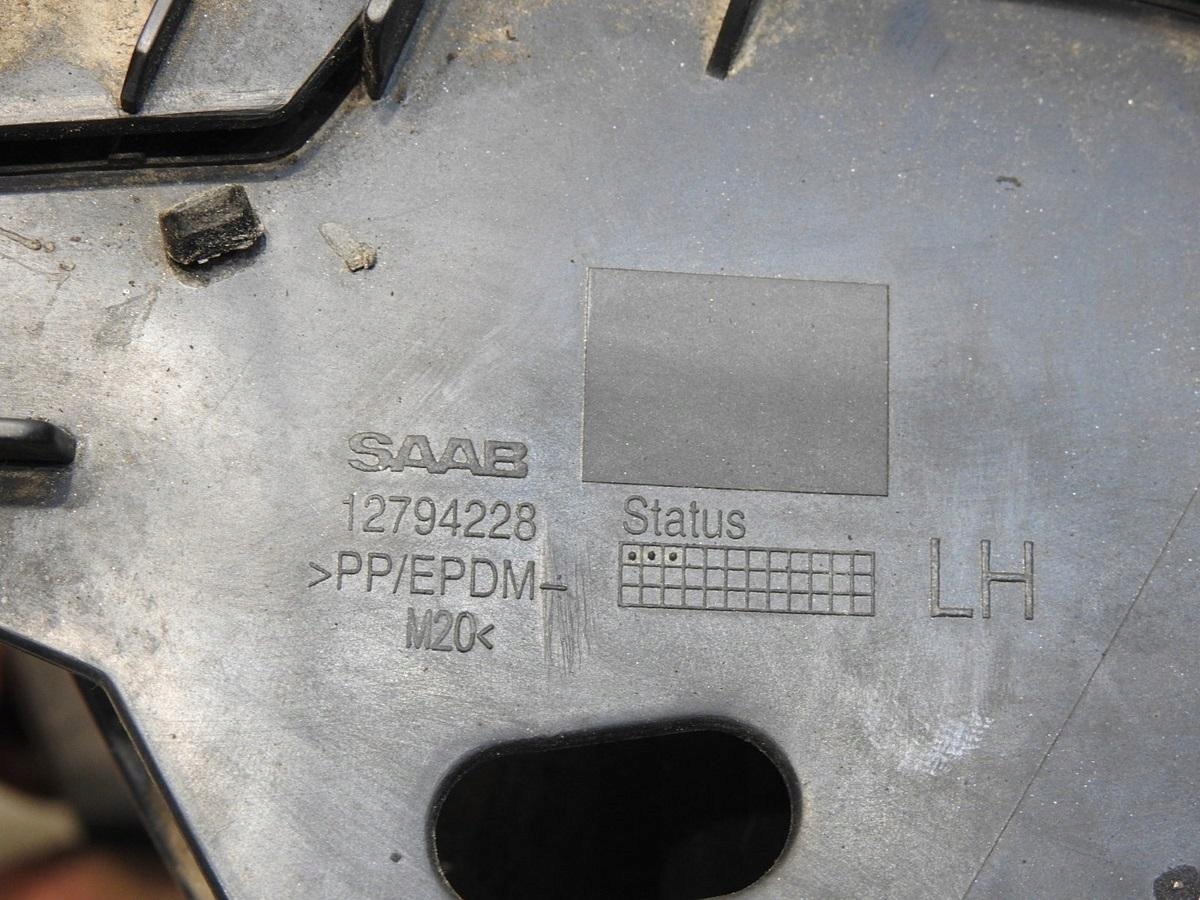 SAAB
12794228
>PP/EPDM-
M20<
Status
LH